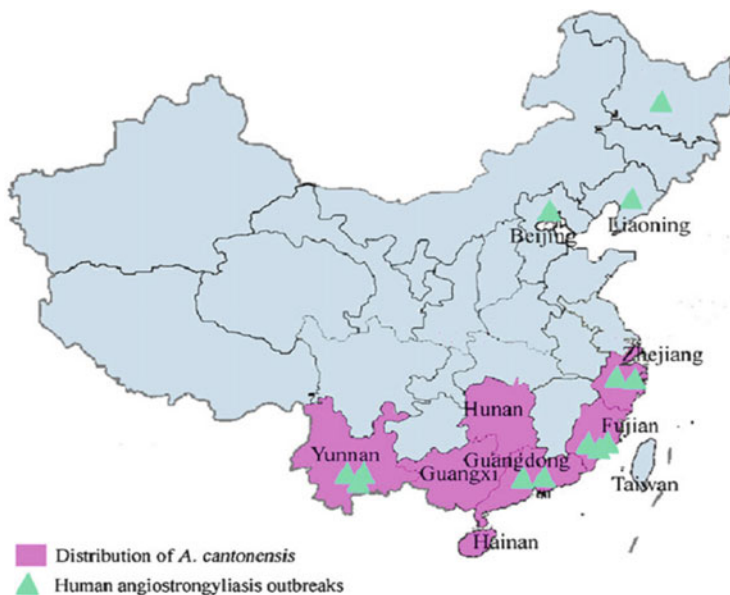 Beijing
Liaoning
Zhejiang
Hunan
Fujian
Yunnan
Guangdong
Guangxi
Taiwan
Hainan
Distribution of A. cantonensis
Human angiostrongyliasis outbreaks